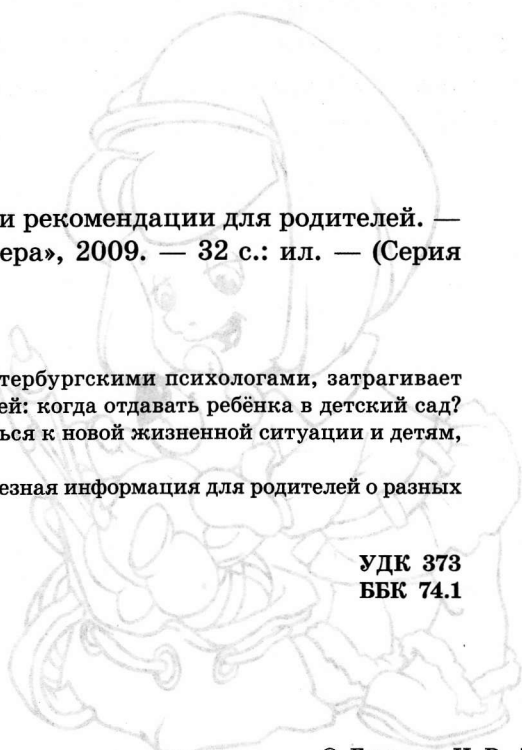 и рекомендации для родителей. —
ера», 2009. — 32 с.: ил. — (Серия
тербургскими психологами, затрагивает
ей: когда отдавать ребёнка в детский сад?
ься к новой жизненной ситуации и детям,
езная информация для родителей о разных
УДК 373
ББК 74.1